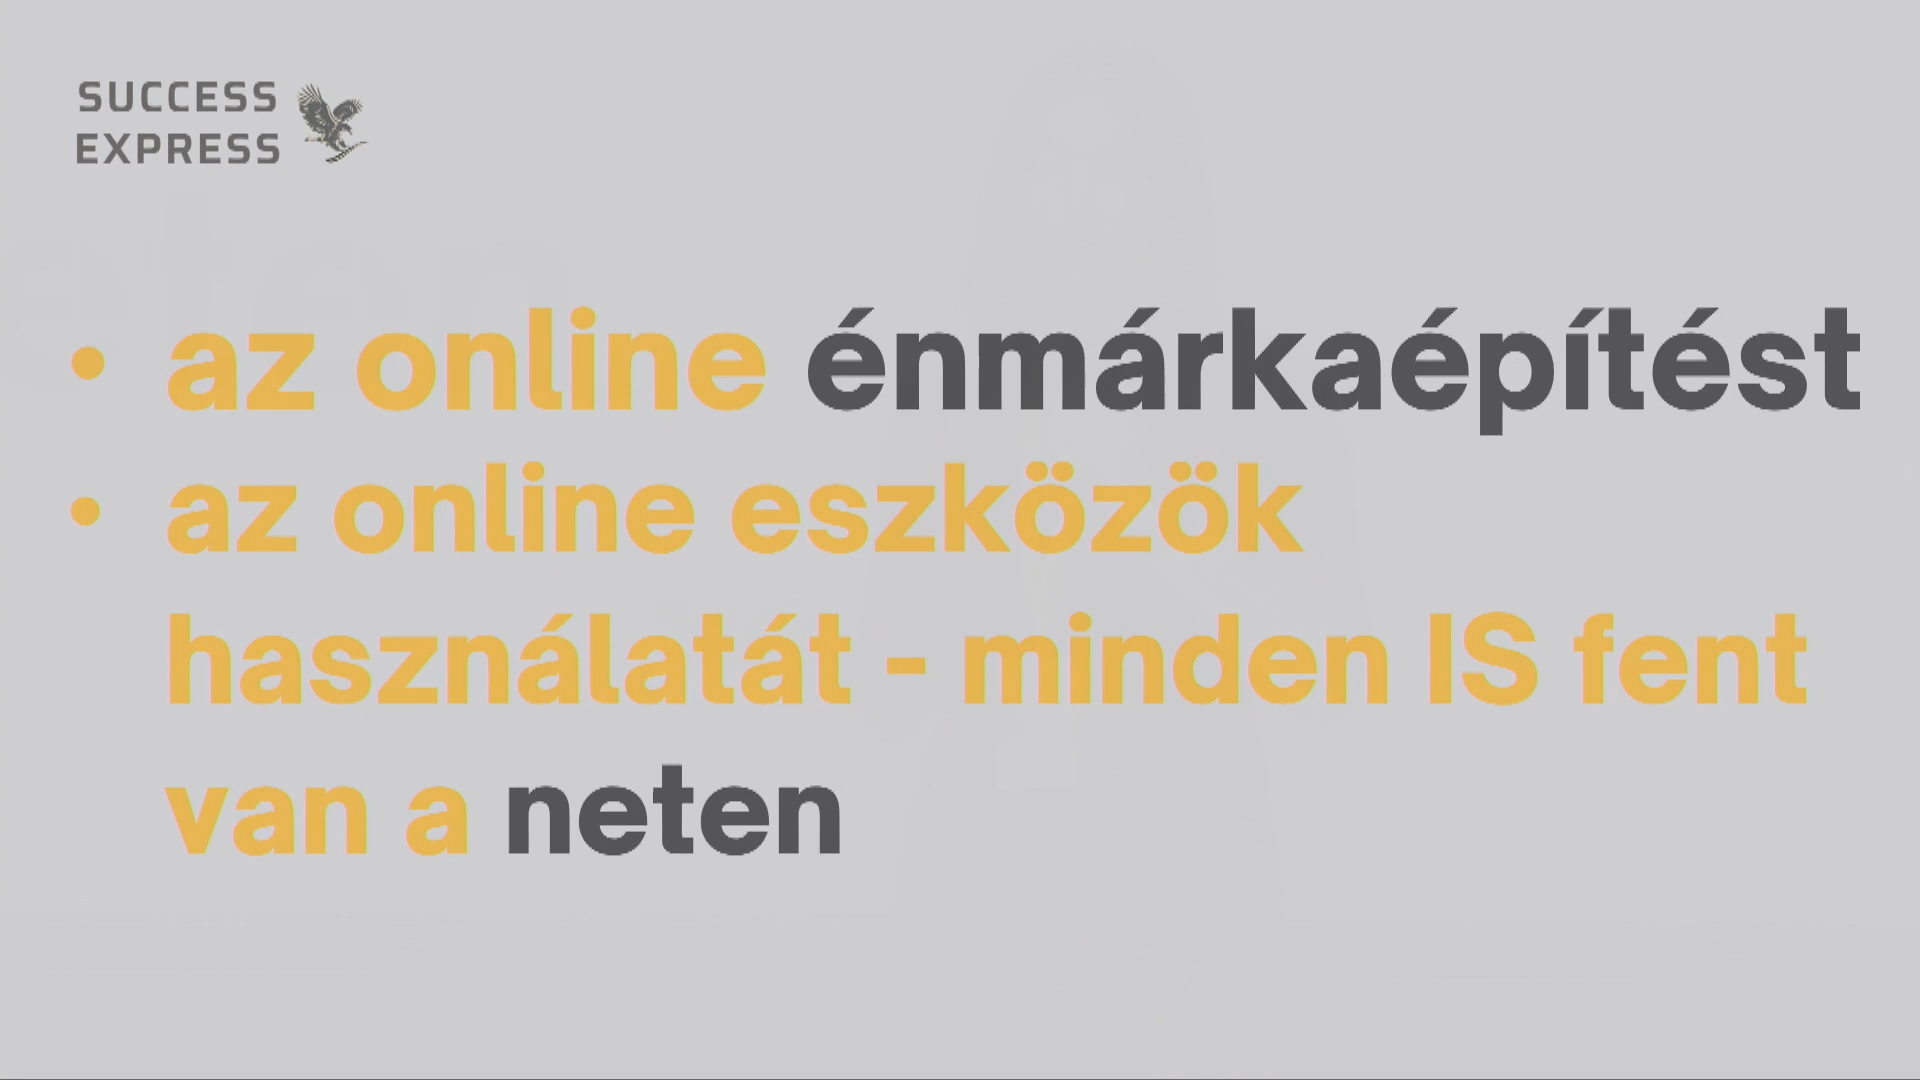 SUCCESS
EXPRESS
• az online énmárkaépítést
• az online eszközök
használatát - minden IS fent
van a neten